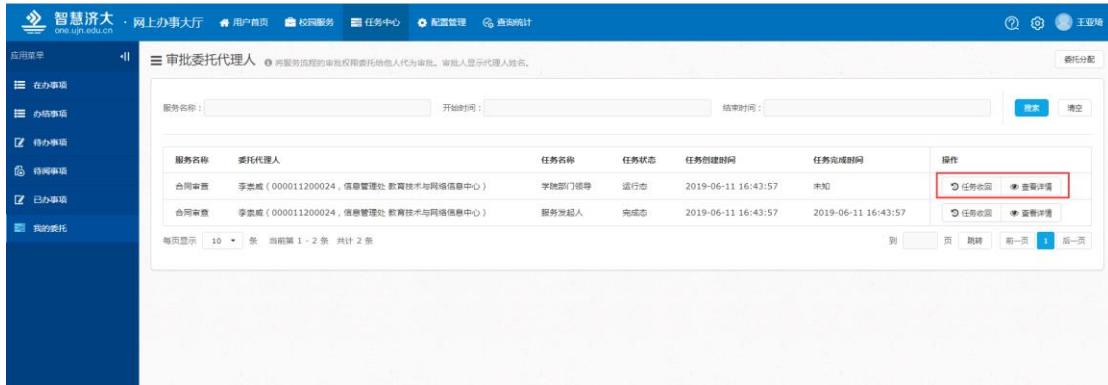 智慧济大 · 网上办事大厅 用户首页 校园服务 任务中心 配置管理 查询统计 王亚琦
one.ujn.edu.cn
应用菜单
在办事项
办结事项
待办事项
待阅事项
已办事项
我的委托
审批委托代理人 将服务流程的审批权限委托给他人代为审批。审批人显示代理人姓名。 委托分配
服务名称： 开始时间： 结束时间： 搜索 清空
服务名称 委托代理人 任务名称 任务状态 任务创建时间 任务完成时间 操作
合同审查 李崇威（000011200024，信息管理处 教育技术与网络信息中心） 学院部门领导 运行态 2019-06-11 16:43:57 未知 任务收回 查看详情
合同审查 李崇威（000011200024，信息管理处 教育技术与网络信息中心） 服务发起人 完成态 2019-06-11 16:43:57 2019-06-11 16:43:57 任务收回 查看详情
每页显示 10 条 当前第 1 - 2 条 共计 2 条 到 页 跳转 前一页 1 后一页